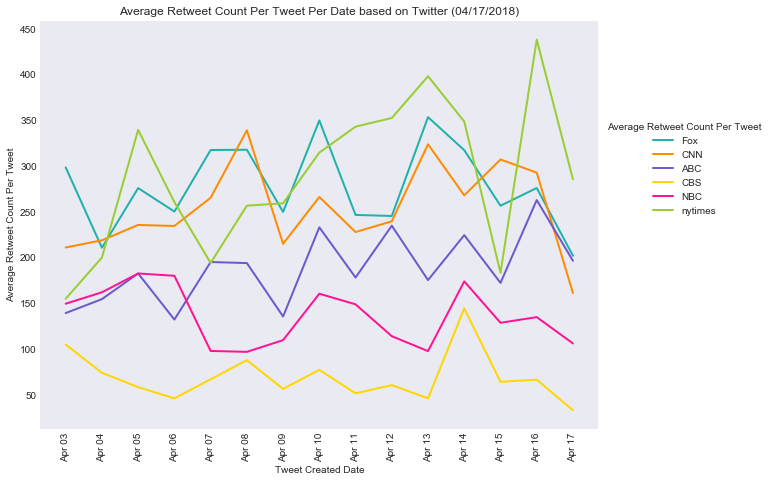 Average Retweet Count Per Tweet Per Date based on Twitter (04/17/2018)
Average Retweet Count Per Tweet
450
400
350
300
250
200
150
100
50
Apr 03
Apr 04
Apr 05
Apr 06
Apr 07
Apr 08
Apr 09
Apr 10
Apr 11
Apr 12
Apr 13
Apr 14
Apr 15
Apr 16
Apr 17
Tweet Created Date
Average Retweet Count Per Tweet
Fox
CNN
ABC
CBS
NBC
nytimes